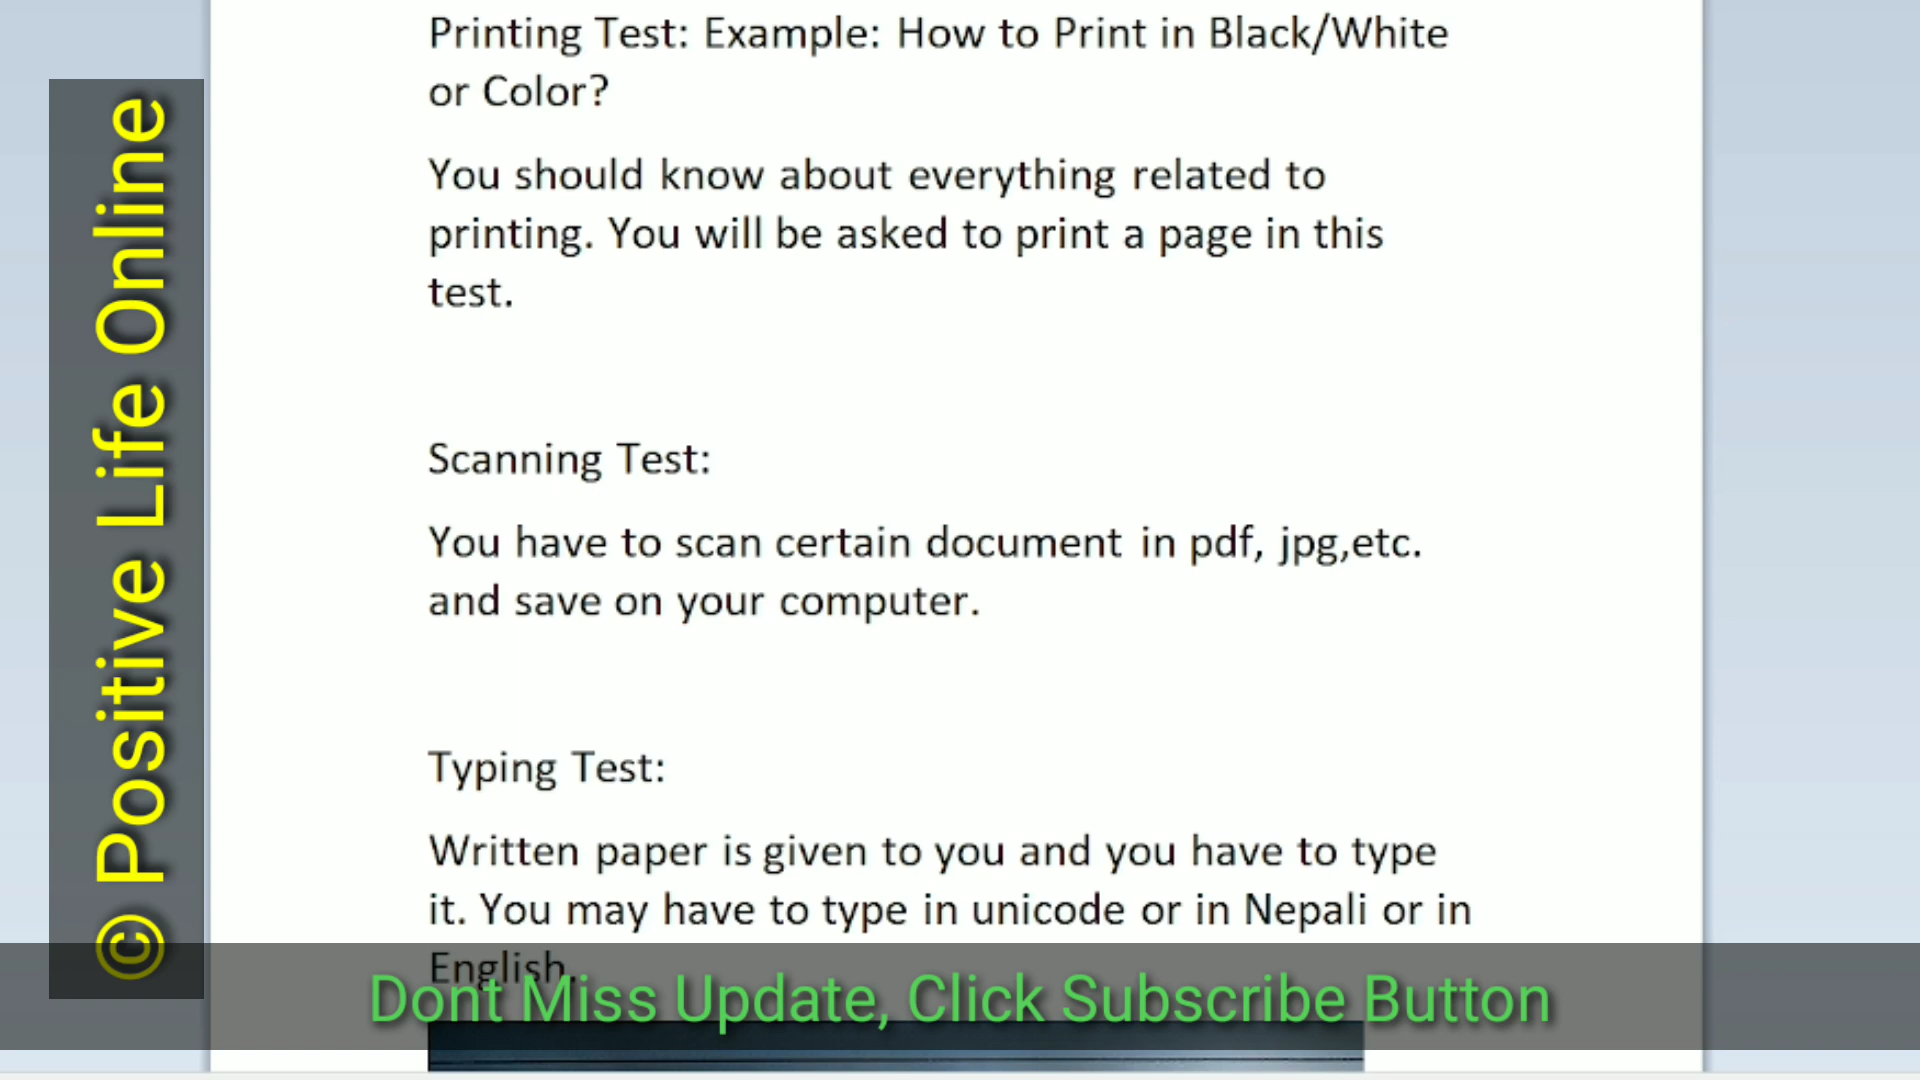 Printing Test: Example: How to Print in Black/White
or Color?
You should know about everything related to
printing. You will be asked to print a page in this
test.
Scanning Test:
You have to scan certain document in pdf, jpg,etc.
and save on your computer.
Typing Test:
Written paper is given to you and you have to type
it. You may have to type in unicode or in Nepali or in
English.
Dont Miss Update, Click Subscribe Button
© Positive Life Online